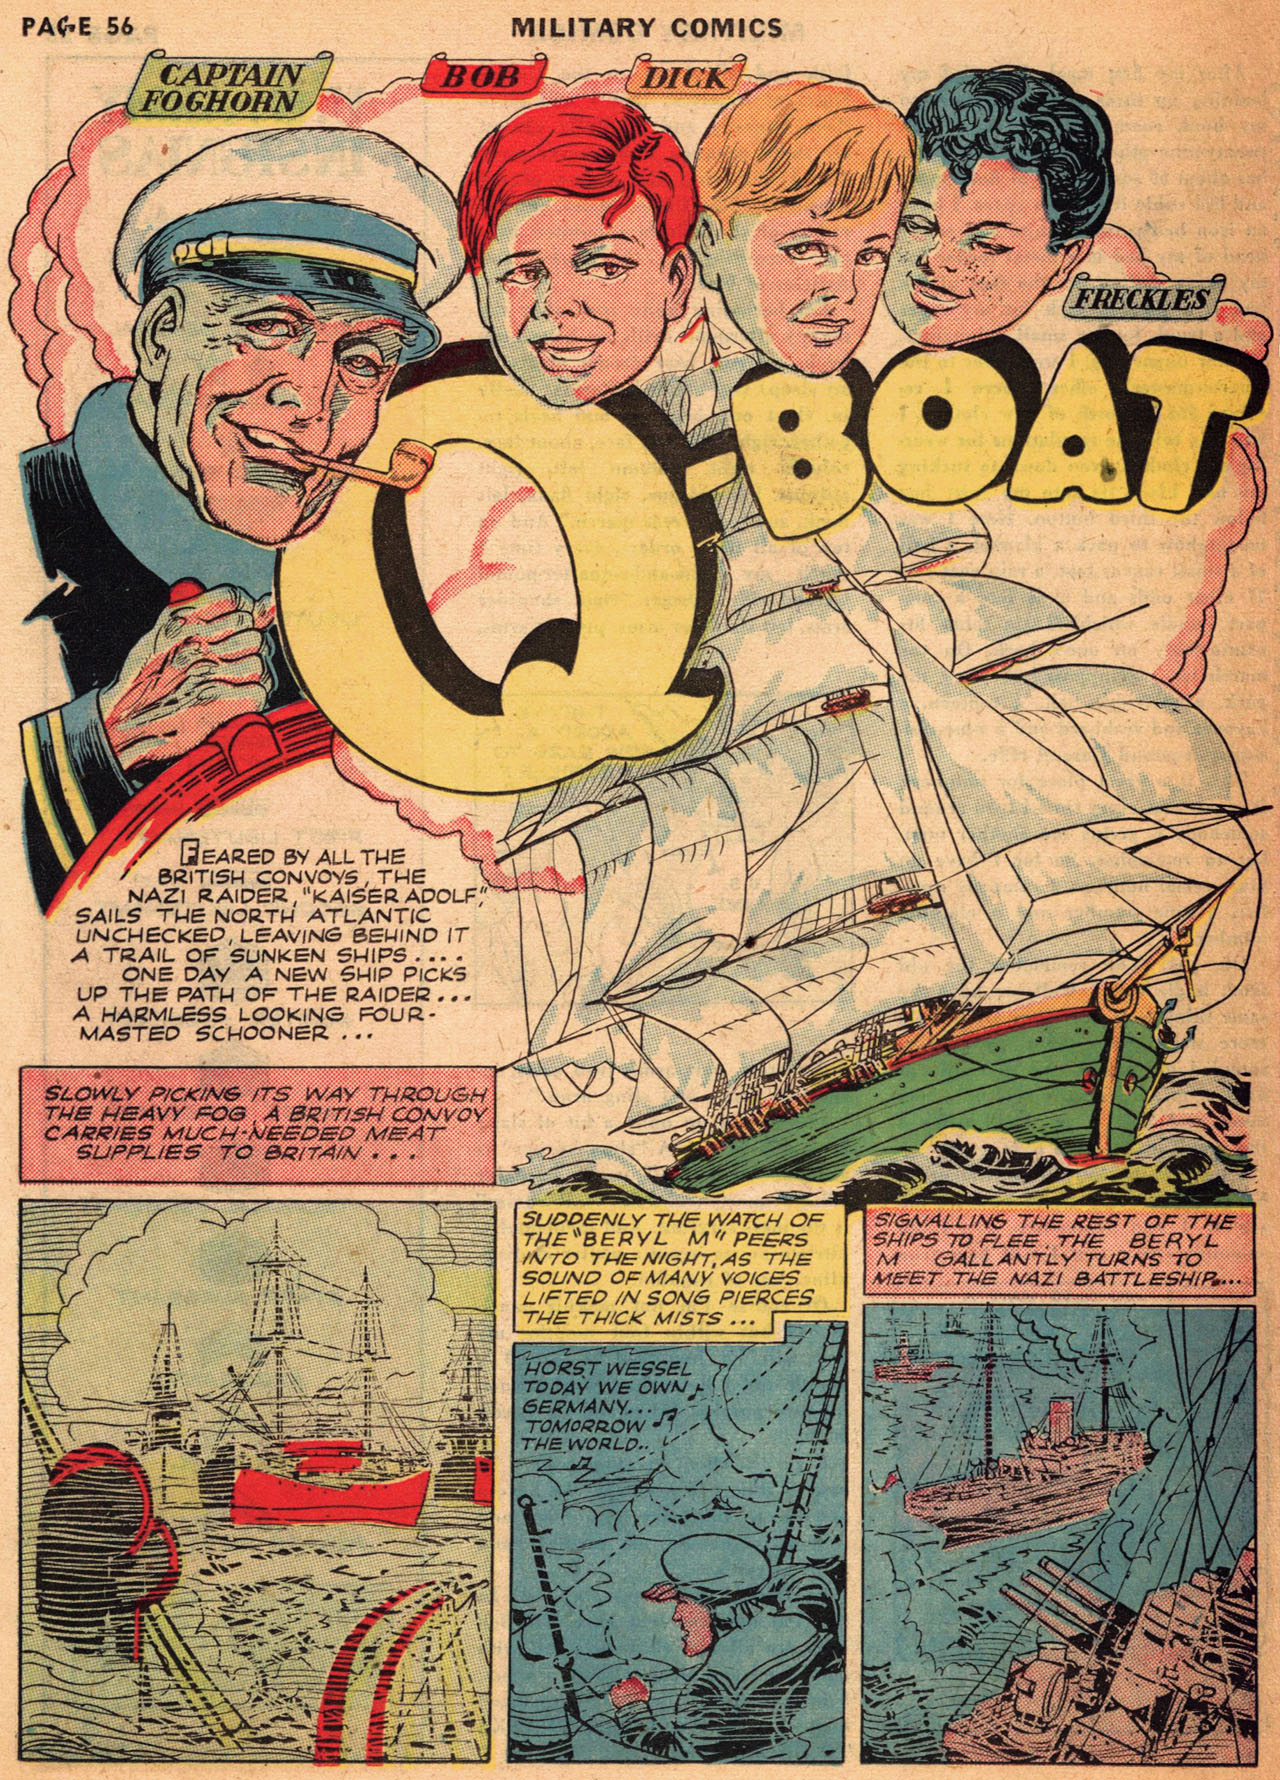 PAGE 56
MILITARY COMICS
CAPTAIN
FOGHORN
BOB
DICK
FRECKLES
Q-BOAT
FEARED BY ALL THE
BRITISH CONVOYS, THE
NAZI RAIDER, "KAISER ADOLF",
SAILS THE NORTH ATLANTIC
UNCHECKED, LEAVING BEHIND IT
A TRAIL OF SUNKEN SHIPS....
ONE DAY A NEW SHIP PICKS
UP THE PATH OF THE RAIDER...
A HARMLESS LOOKING FOUR-
MASTED SCHOONER...
SLOWLY PICKING ITS WAY THROUGH
THE HEAVY FOG, A BRITISH CONVOY
CARRIES MUCH-NEEDED MEAT
SUPPLIES TO BRITAIN...
SUDDENLY THE WATCH OF
THE "BERYL M" PEERS
INTO THE NIGHT, AS THE
SOUND OF MANY VOICES
LIFTED IN SONG PIERCES
THE THICK MISTS...
HORST WESSEL
TODAY WE OWN
GERMANY...
TOMORROW
THE WORLD..
SIGNALLING THE REST OF THE
SHIPS TO FLEE, THE BERYL
M GALLANTLY TURNS TO
MEET THE NAZI BATTLESHIP....